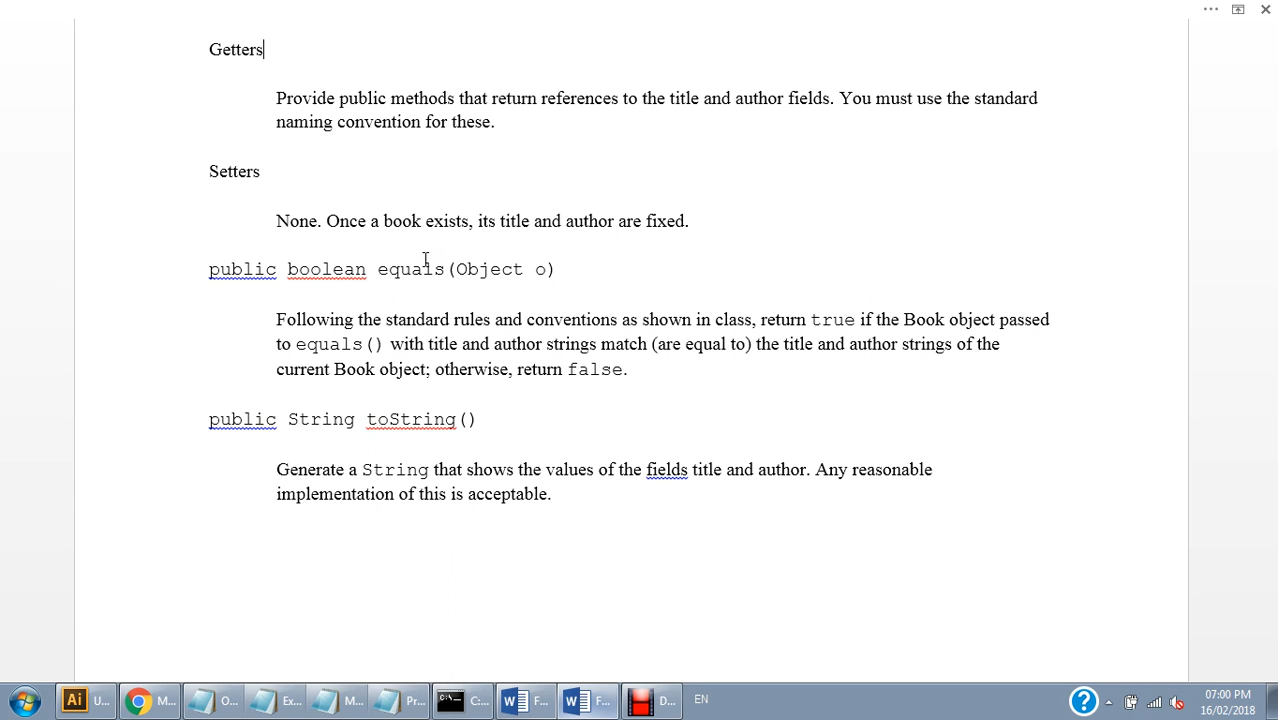 Getters
Provide public methods that return references to the title and author fields. You must use the standard
naming convention for these.
Setters
None. Once a book exists, its title and author are fixed.
public boolean equals(Object o)
Following the standard rules and conventions as shown in class, return true if the Book object passed
to equals() with title and author strings match (are equal to) the title and author strings of the
current Book object; otherwise, return false.
public String toString()
Generate a String that shows the values of the fields title and author. Any reasonable
implementation of this is acceptable.
Ai U... M... O... Ex... M... Pr... C:... F... F... D... EN
07:00 PM
16/02/2018